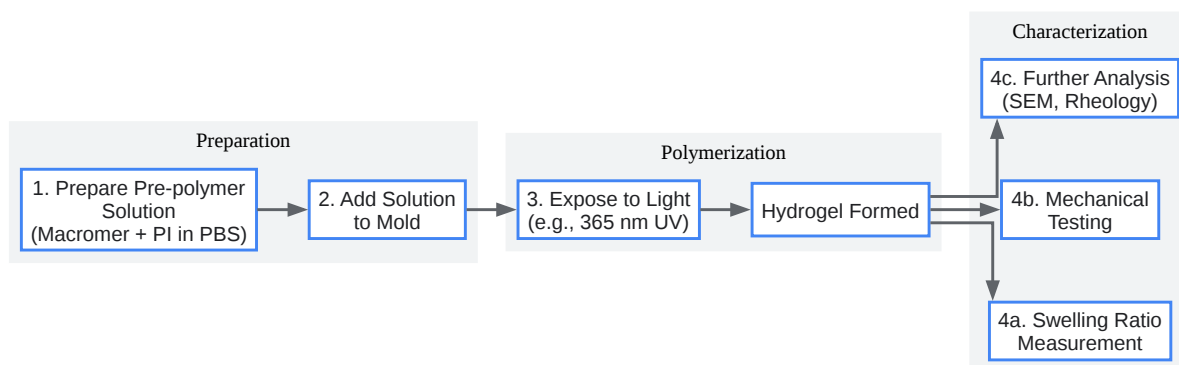 Preparation
1. Prepare Pre-polymer
Solution
(Macromer + PI in PBS)
2. Add Solution
to Mold
Polymerization
3. Expose to Light
(e.g., 365 nm UV)
Hydrogel Formed
Characterization
4c. Further Analysis
(SEM, Rheology)
4b. Mechanical
Testing
4a. Swelling Ratio
Measurement